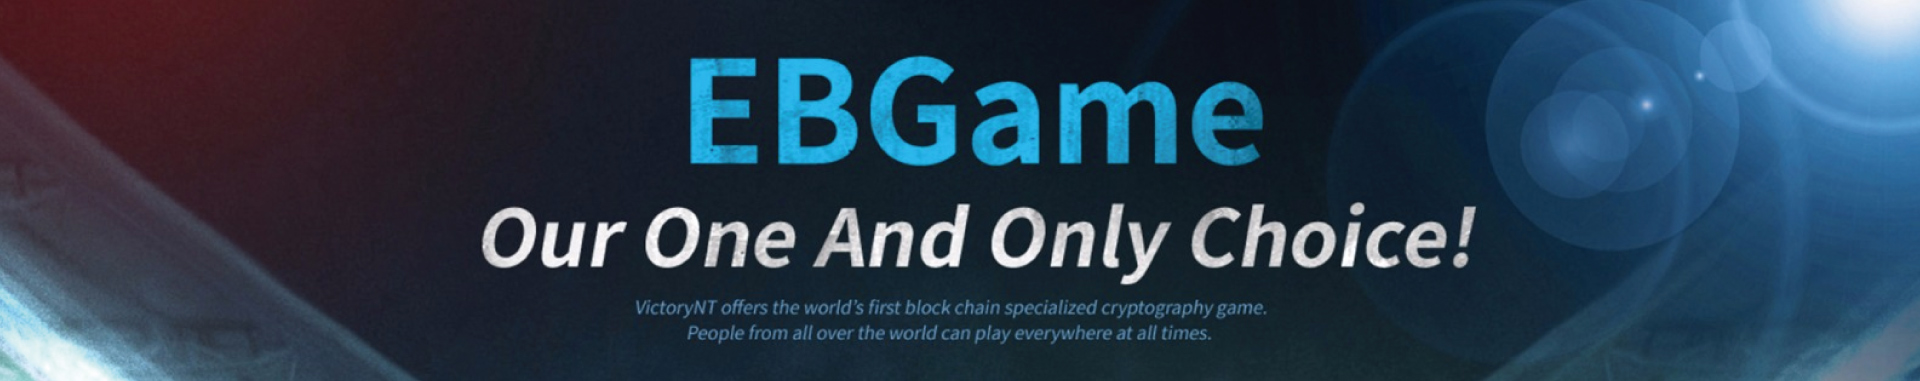 EBGame
Our One And Only Choice!
VictoryNT offers the world's first block chain specialized cryptography game.
People from all over the world can play everywhere at all times.